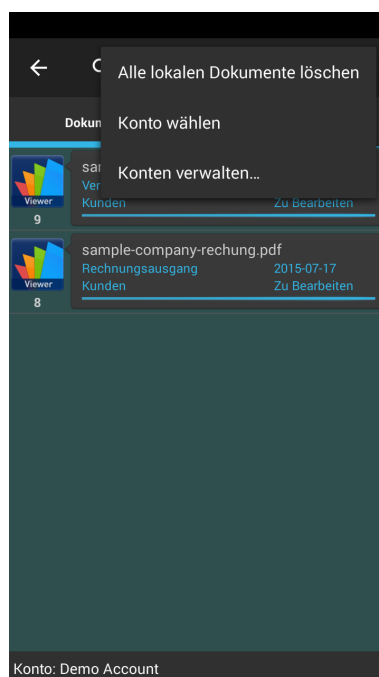 Alle lokalen Dokumente löschen
Konto wählen
Konten verwalten...
Viewer
9
Kunden
Zu Bearbeiten
sample-company-rechung.pdf
Rechnungsausgang
2015-07-17
Kunden
Zu Bearbeiten
Viewer
8
Konto: Demo Account